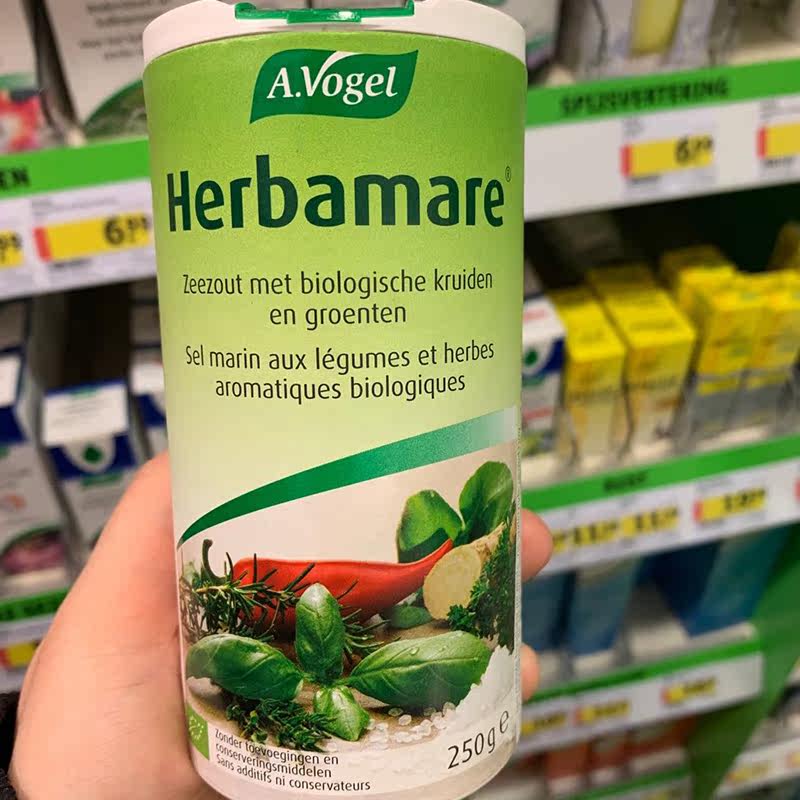 A.Vogel
Herbamare®
Zeezout met biologische kruiden
en groenten
Sel marin aux légumes et herbes
aromatiques biologiques
Zonder toevoegingen en
conserveringsmiddelen
Sans additifs ni conservateurs
250g e
SPIJSVERTERING